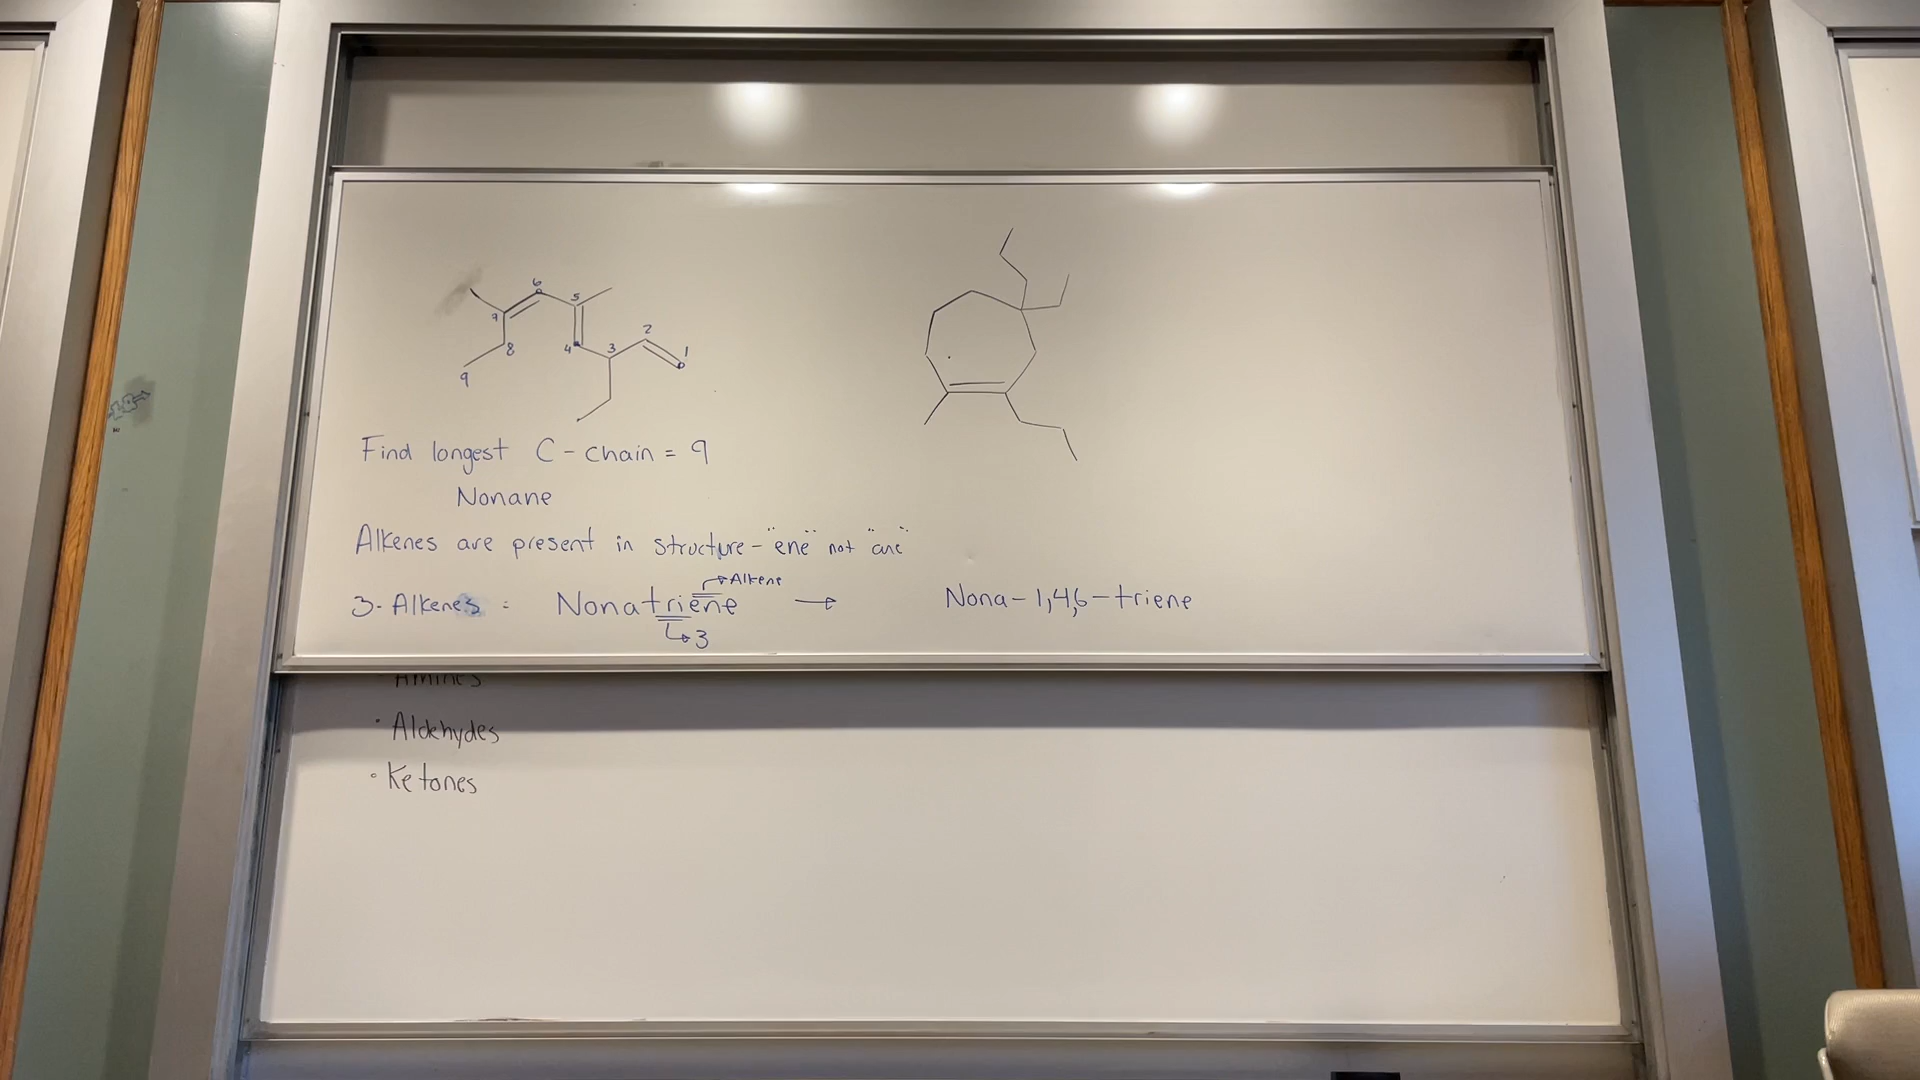 6
5
7
2
4
3
1
8
9
Find longest C - chain = 9
Nonane
Alkenes are present in structure - "ene" not "ane"
Alkene
3- Alkenes = Nonatriene → Nona-1,4,6-triene
3
Amines
• Aldehydes
• Ketones